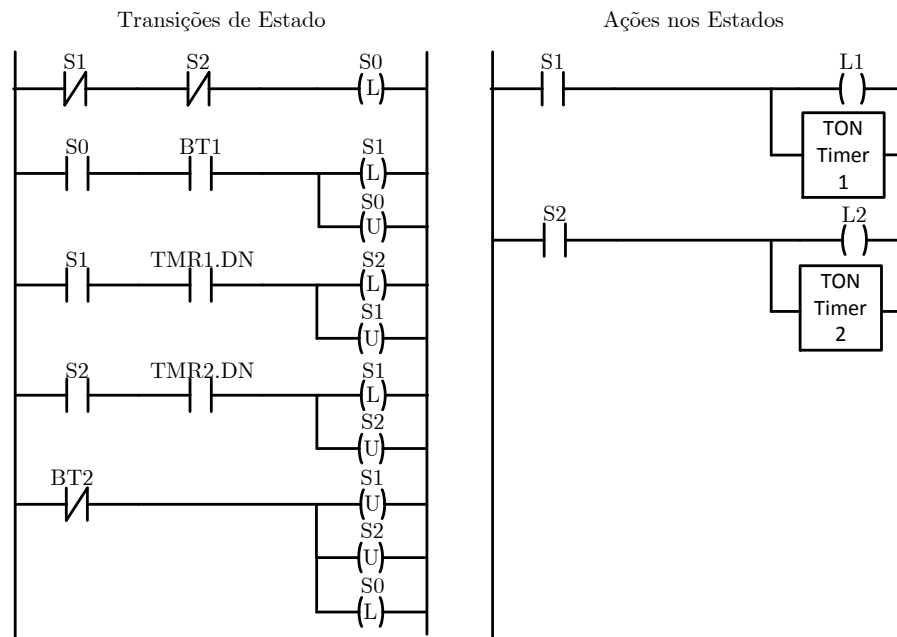 Transições de Estado
S1 S2 S0
L
S0 BT1 S1
L
S0
U
S1 TMR1.DN S2
L
S1
U
S2 TMR2.DN S1
L
S2
U
BT2 S1
U
S2
U
S0
L
Ações nos Estados
S1 L1
TON
Timer
1
S2 L2
TON
Timer
2